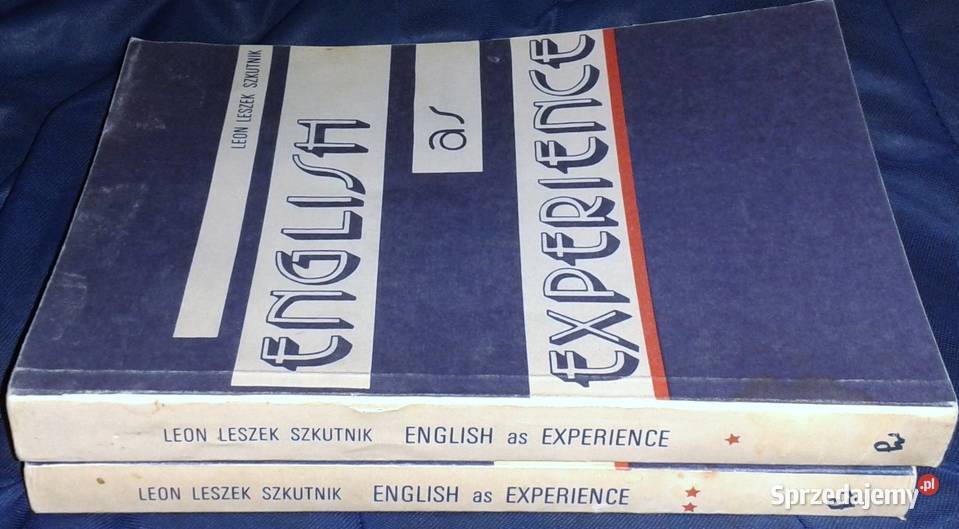 LEON LESZEK SZKUTNIK
ENGLISH
as
EXPERIENCE
LEON LESZEK SZKUTNIK ENGLISH as EXPERIENCE
LEON LESZEK SZKUTNIK ENGLISH as EXPERIENCE
Sprzedajemy.pl